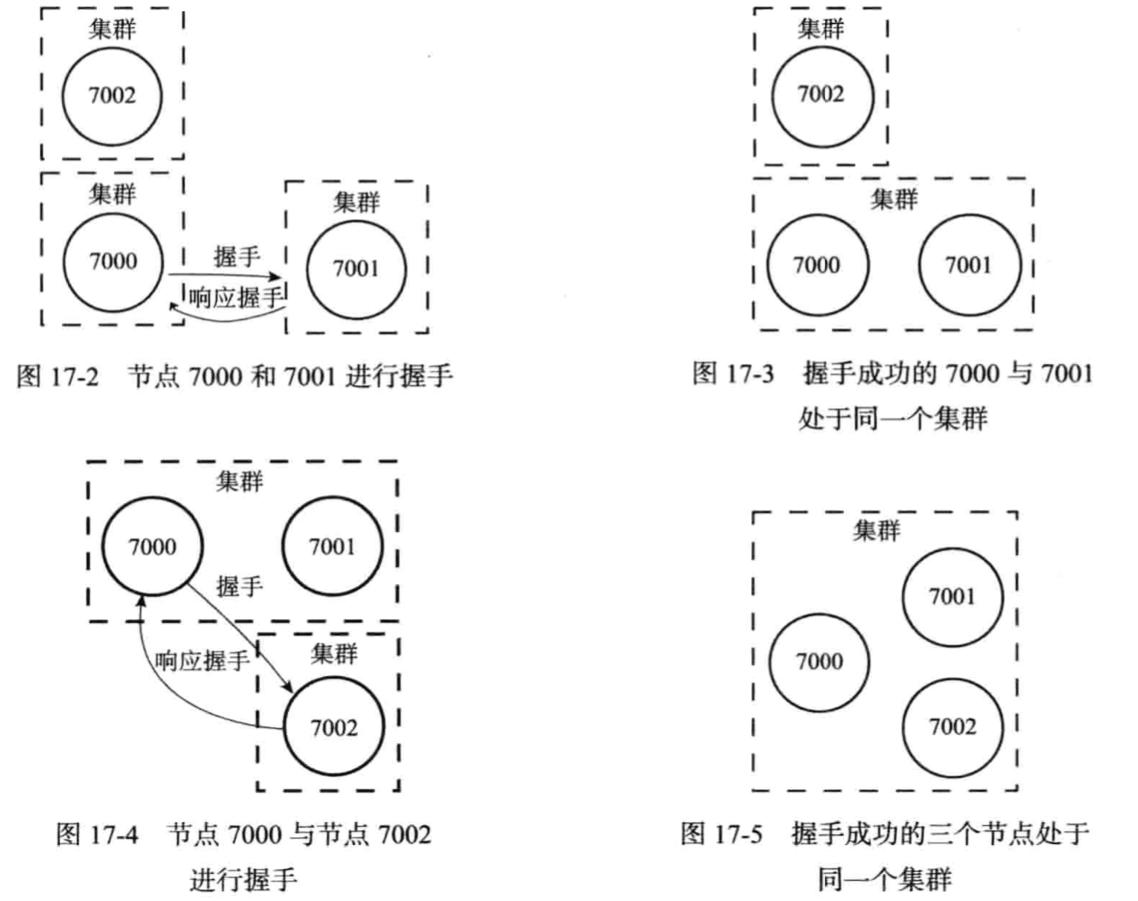 集群
7002
集群
7000
集群
7001
握手
响应握手
图 17-2 节点 7000 和 7001 进行握手
集群
7002
集群
7000 7001
图 17-3 握手成功的 7000 与 7001
处于同一个集群
集群
7000 7001
握手
响应握手
集群
7002
图 17-4 节点 7000 与节点 7002
进行握手
集群
7001
7000
7002
图 17-5 握手成功的三个节点处于
同一个集群